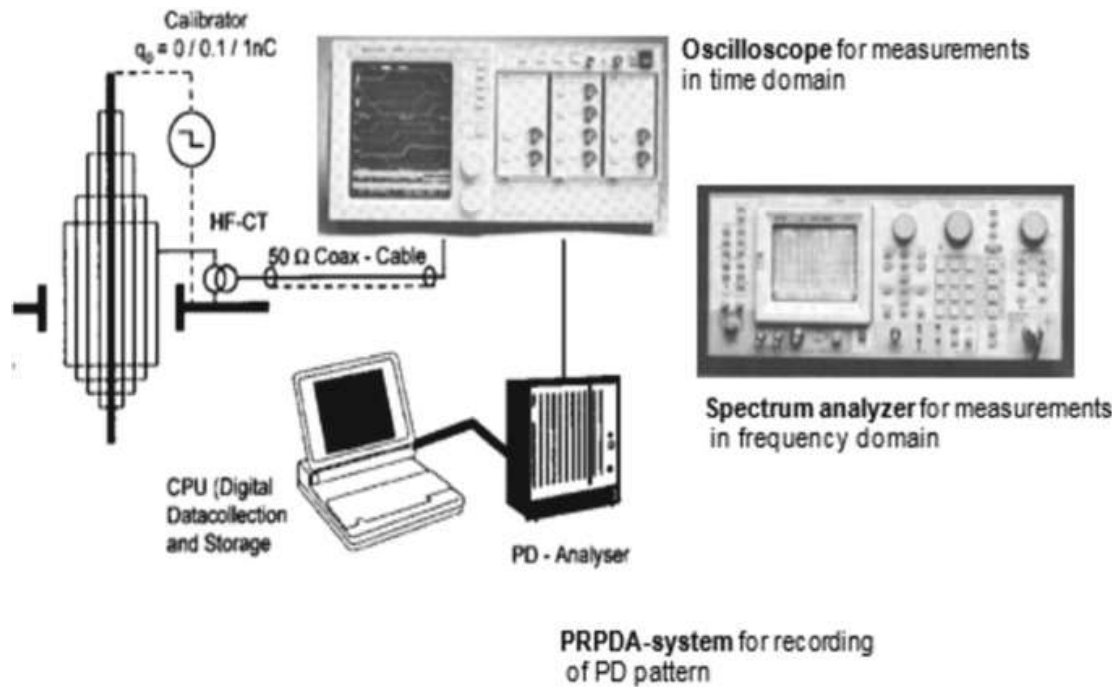 Calibrator
q₀ = 0 / 0.1 / 1nC
Oscilloscope for measurements
in time domain
HF-CT
50 Ω Coax - Cable
Spectrum analyzer for measurements
in frequency domain
CPU (Digital
Datacollection
and Storage
PD - Analyser
PRPDA-system for recording
of PD pattern